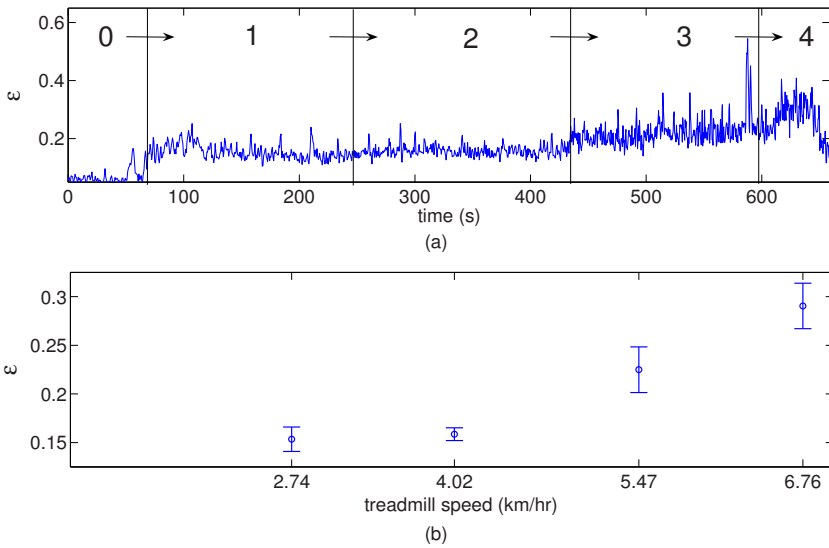 0.6
0.4
0.2
ε
0 1 2 3 4
0 100 200 300 400 500 600
time (s)
(a)
0.3
0.25
0.2
0.15
ε
2.74 4.02 5.47 6.76
treadmill speed (km/hr)
(b)